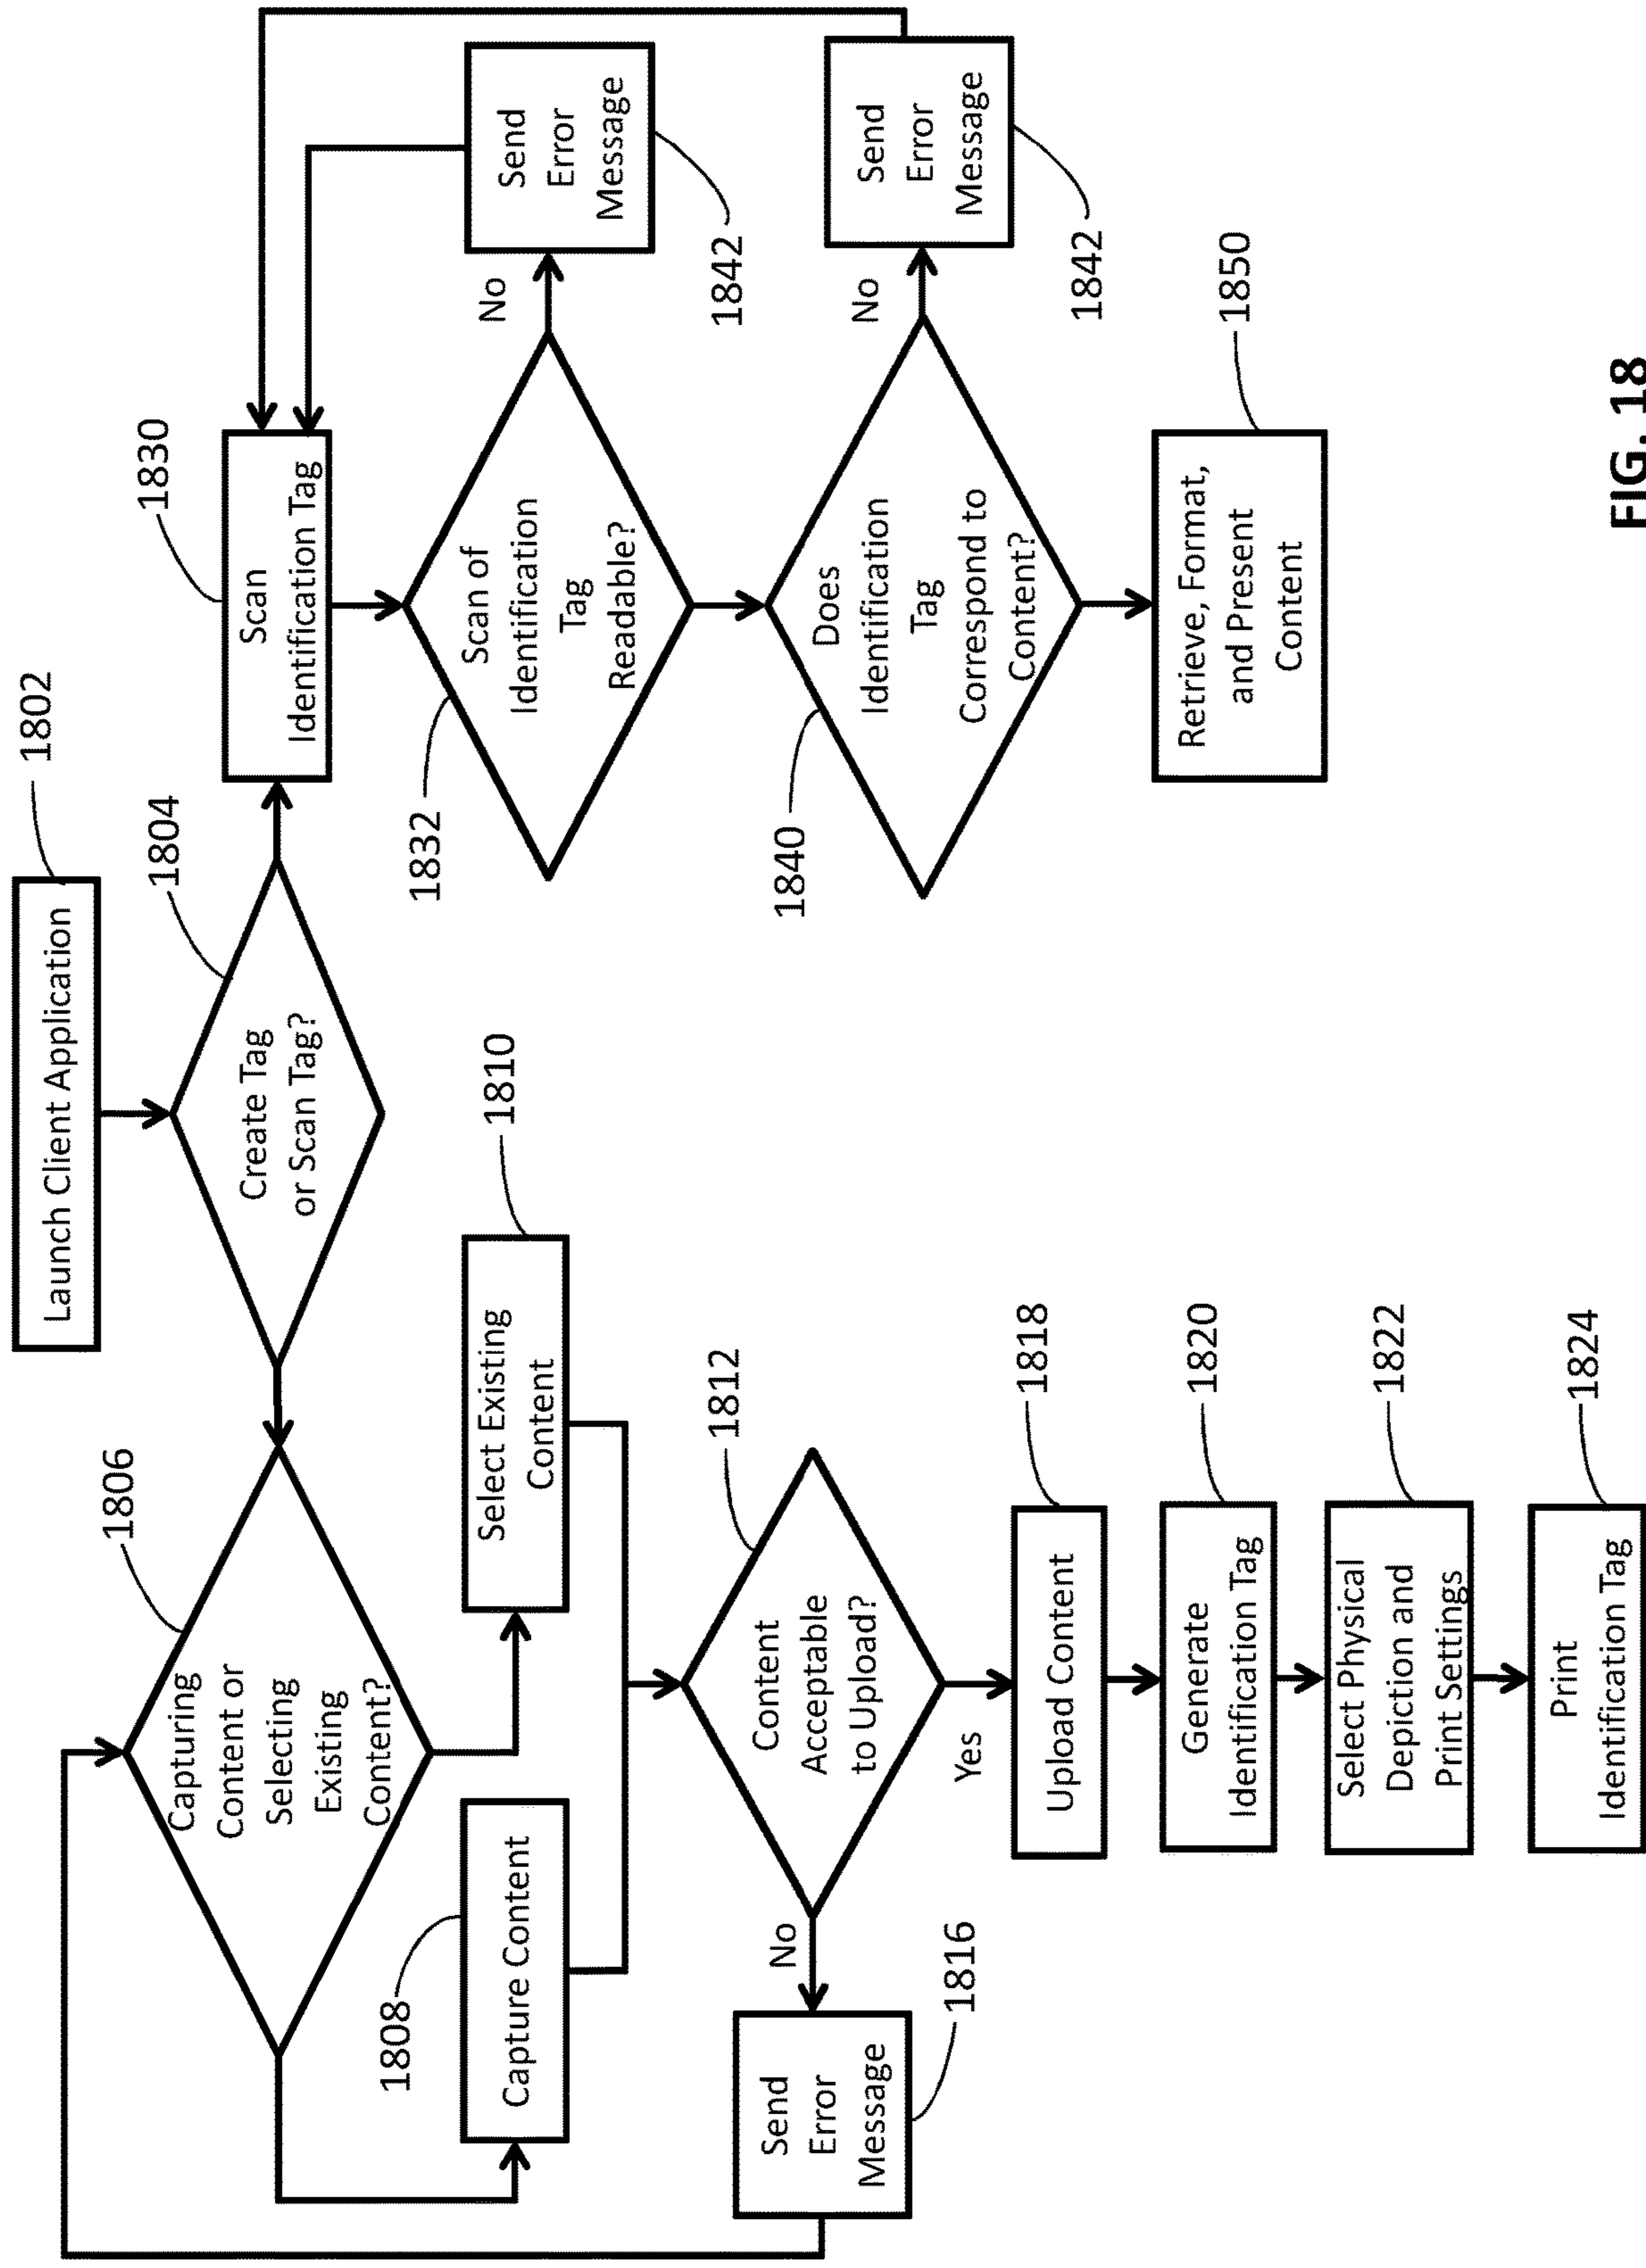 Launch Client Application
1802
Create Tag
or Scan Tag?
1804
Capturing
Content or
Selecting
Existing
Content?
1806
Capture Content
1808
Select Existing
Content
1810
Content
Acceptable
to Upload?
1812
No
Send
Error
Message
1816
Yes
Upload Content
1818
Generate
Identification Tag
1820
Select Physical
Depiction and
Print Settings
1822
Print
Identification Tag
1824
Scan
Identification Tag
1830
Scan of
Identification
Tag
Readable?
1832
No
Send
Error
Message
1842
Does
Identification
Tag
Correspond to
Content?
1840
No
Send
Error
Message
1842
Retrieve, Format,
and Present
Content
1850
FIG. 18